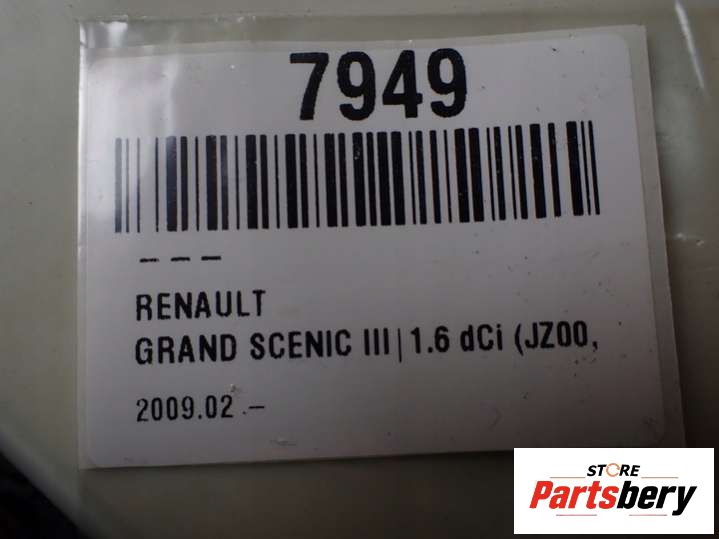 7949
---
RENAULT
GRAND SCENIC III|1.6 dCi (JZ00,
2009.02 -
STORE
Partsbery